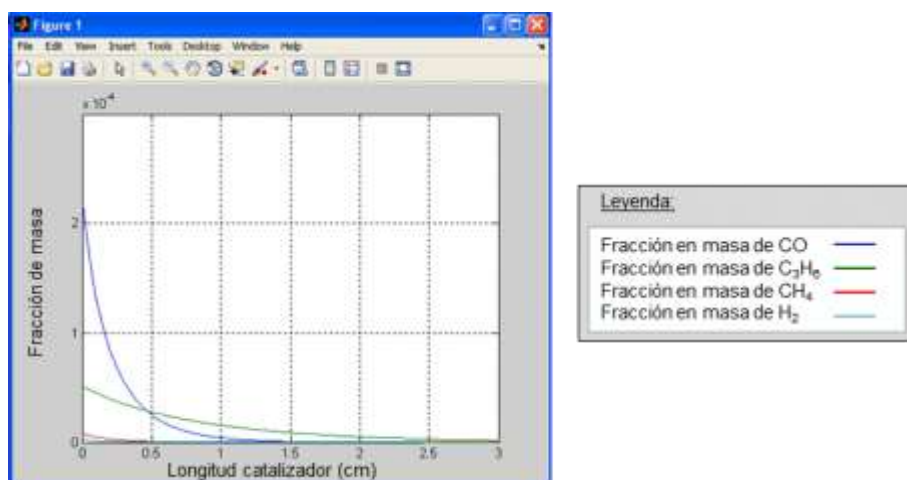 Figure 1
File Edit View Insert Tools Desktop Window Help
x 10⁻⁴
Fracción de masa
2
1
0
0 0.5 1 1.5 2 2.5 3
Longitud catalizador (cm)
Leyenda:
Fracción en masa de CO
Fracción en masa de C₃H₆
Fracción en masa de CH₄
Fracción en masa de H₂